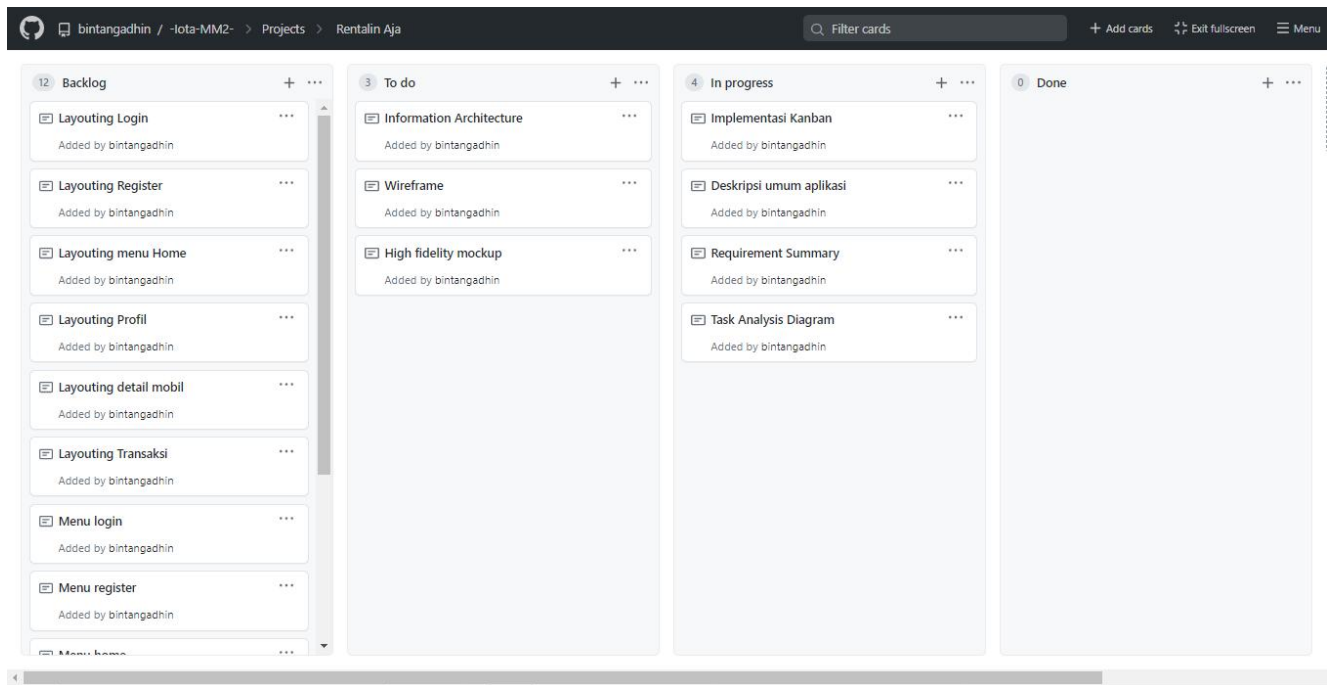 bintangadhin / -Iota-MM2- > Projects > Rentalin Aja
Filter cards
+ Add cards
Exit fullscreen
Menu
12 Backlog
Layouting Login
Added by bintangadhin
Layouting Register
Added by bintangadhin
Layouting menu Home
Added by bintangadhin
Layouting Profil
Added by bintangadhin
Layouting detail mobil
Added by bintangadhin
Layouting Transaksi
Added by bintangadhin
Menu login
Added by bintangadhin
Menu register
Added by bintangadhin
Menu home
3 To do
Information Architecture
Added by bintangadhin
Wireframe
Added by bintangadhin
High fidelity mockup
Added by bintangadhin
4 In progress
Implementasi Kanban
Added by bintangadhin
Deskripsi umum aplikasi
Added by bintangadhin
Requirement Summary
Added by bintangadhin
Task Analysis Diagram
Added by bintangadhin
0 Done